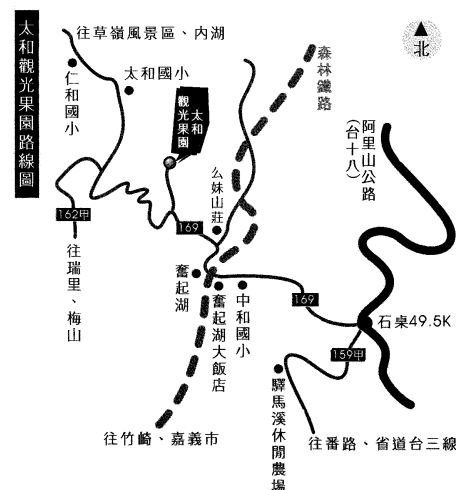 太和觀光果園路線圖
往草嶺風景區、內湖
北
仁和國小
太和國小
太和
觀光果園
森林鐵路
阿里山公路
(台十八)
么妹山莊
162甲
169
往瑞里、梅山
奮起湖
奮起湖大飯店
中和國小
169
石桌49.5K
159甲
驛馬溪休閒農場
往竹崎、嘉義市
往番路、省道台三線